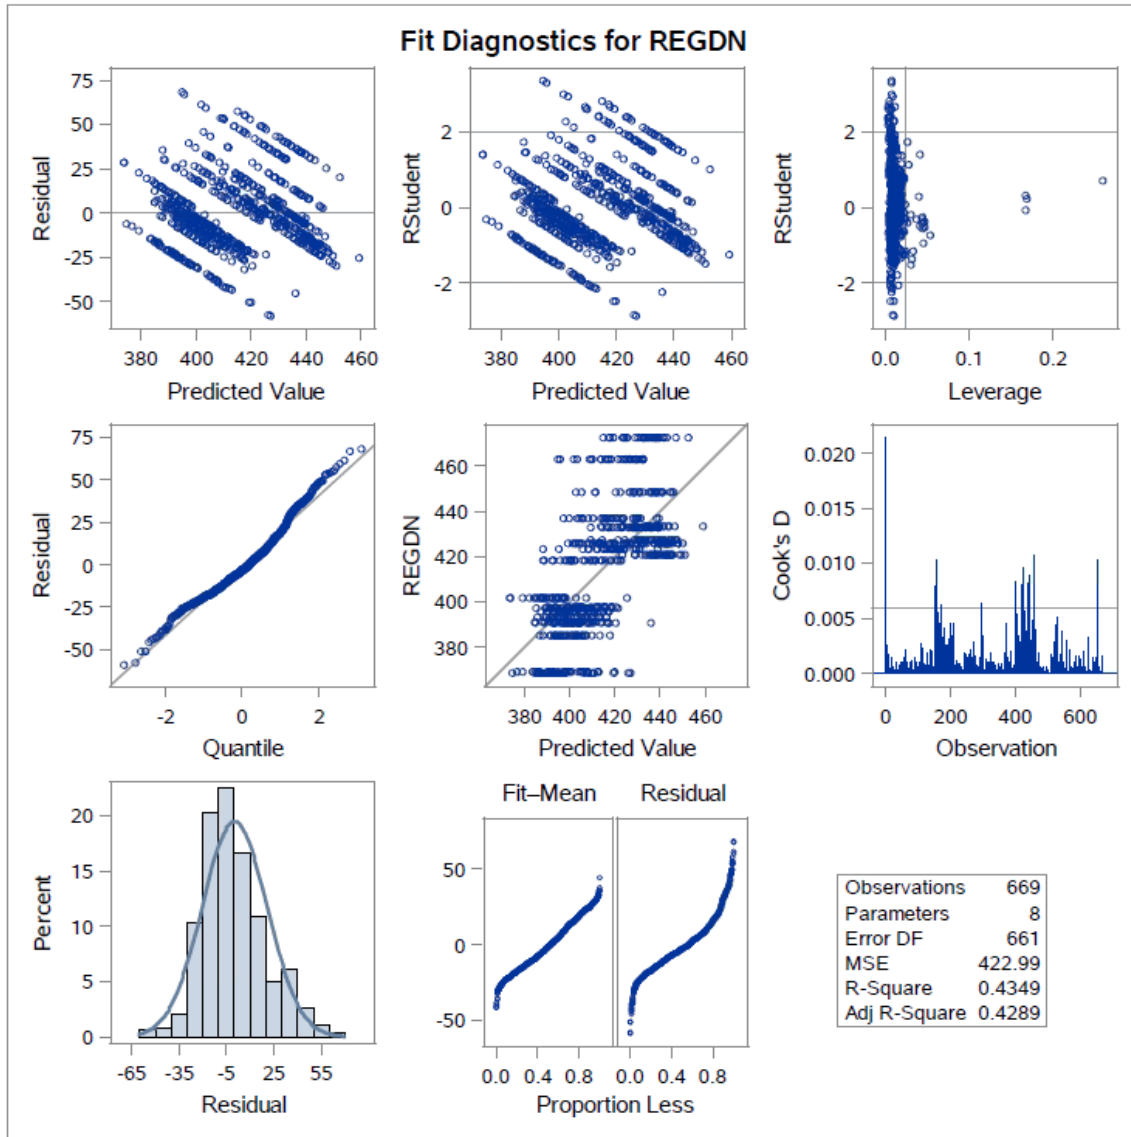 Fit Diagnostics for REGDN
75
50
25
0
-25
-50
Residual
380 400 420 440 460
Predicted Value
2
0
-2
RStudent
380 400 420 440 460
Predicted Value
2
0
-2
RStudent
0.0 0.1 0.2
Leverage
75
50
25
0
-25
-50
Residual
-2 0 2
Quantile
460
440
420
400
380
REGDN
380 400 420 440 460
Predicted Value
0.020
0.015
0.010
0.005
0.000
Cook's D
0 200 400 600
Observation
20
15
10
5
0
Percent
-65 -35 -5 25 55
Residual
Fit–Mean Residual
50
0
-50
0.0 0.4 0.8 0.0 0.4 0.8
Proportion Less
Observations 669
Parameters 8
Error DF 661
MSE 422.99
R-Square 0.4349
Adj R-Square 0.4289